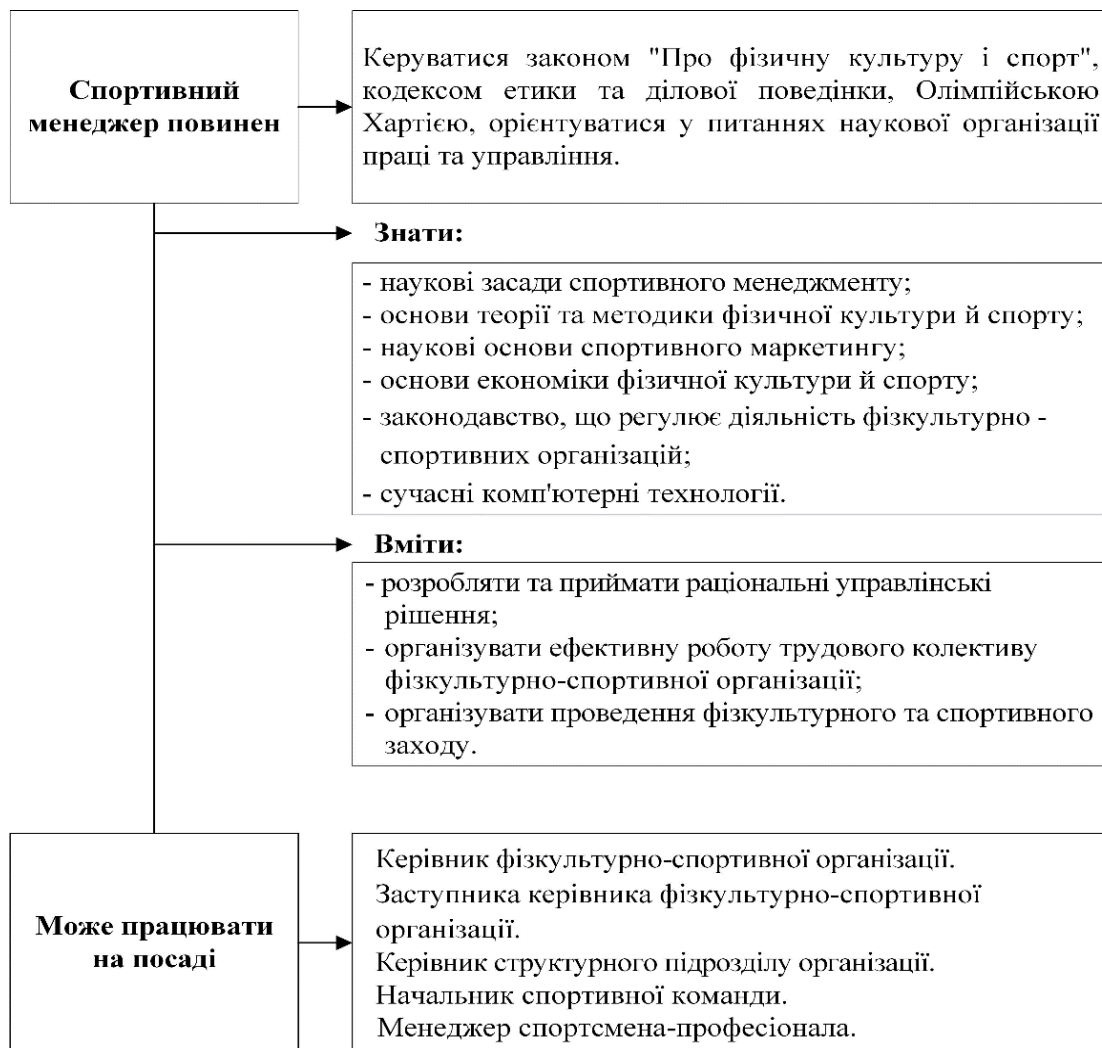 Спортивний
менеджер повинен
Керуватися законом "Про фізичну культуру і спорт",
кодексом етики та ділової поведінки, Олімпійською
Хартією, орієнтуватися у питаннях наукової організації
праці та управління.
Знати:
- наукові засади спортивного менеджменту;
- основи теорії та методики фізичної культури й спорту;
- наукові основи спортивного маркетингу;
- основи економіки фізичної культури й спорту;
- законодавство, що регулює діяльність фізкультурно -
спортивних організацій;
- сучасні комп'ютерні технології.
Вміти:
- розробляти та приймати раціональні управлінські
рішення;
- організувати ефективну роботу трудового колективу
фізкультурно-спортивної організації;
- організувати проведення фізкультурного та спортивного
заходу.
Може працювати
на посаді
Керівник фізкультурно-спортивної організації.
Заступника керівника фізкультурно-спортивної
організації.
Керівник структурного підрозділу організації.
Начальник спортивної команди.
Менеджер спортсмена-професіонала.